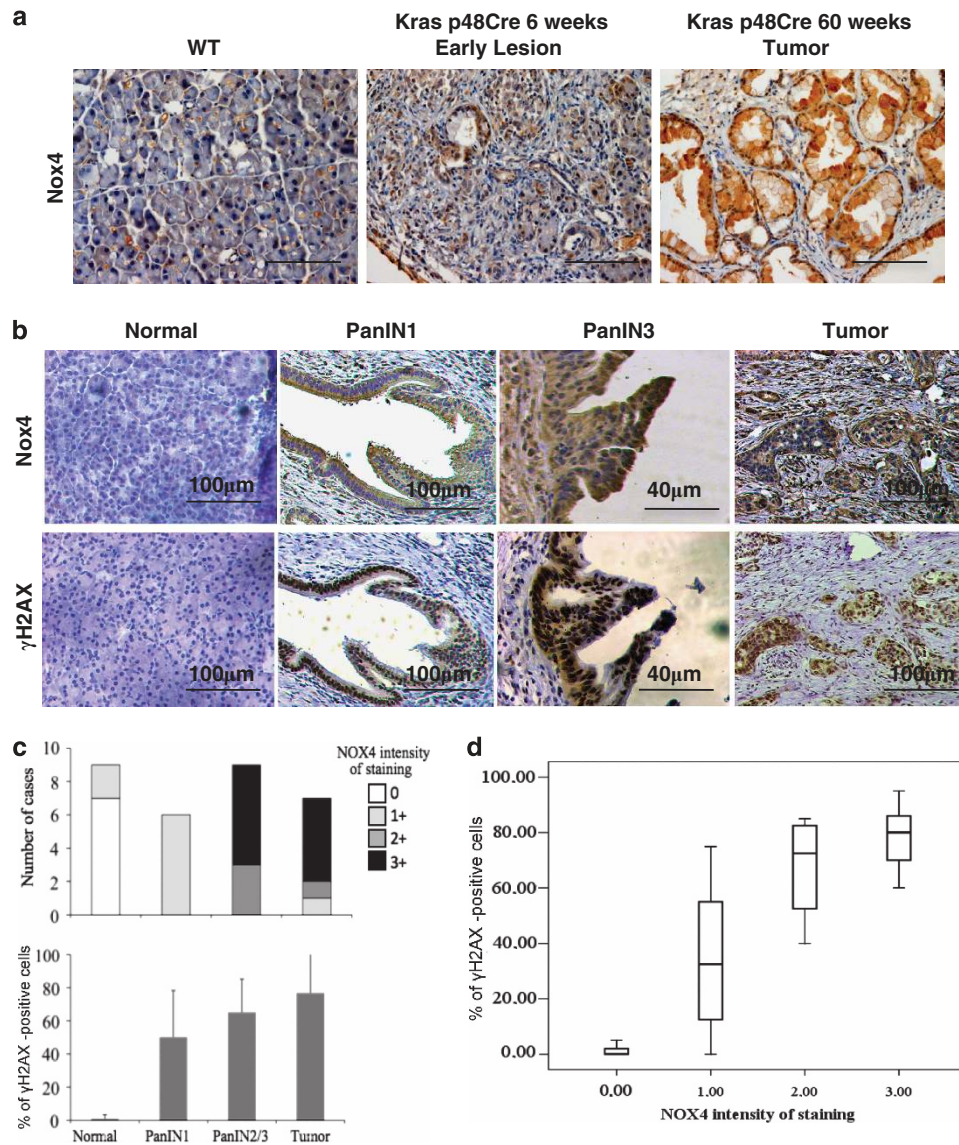 a
WT
Kras p48Cre 6 weeks
Early Lesion
Kras p48Cre 60 weeks
Tumor
Nox4
b
Normal
PanIN1
PanIN3
Tumor
Nox4
100μm
100μm
40μm
100μm
γH2AX
100μm
100μm
40μm
100μm
c
NOX4 intensity
of staining
0
1+
2+
3+
Number of cases
10
8
6
4
2
0
% of γH2AX -positive cells
100
80
60
40
20
0
Normal
PanIN1
PanIN2/3
Tumor
d
% of γH2AX -positive cells
100.00
80.00
60.00
40.00
20.00
0.00
0.00
1.00
2.00
3.00
NOX4 intensity of staining